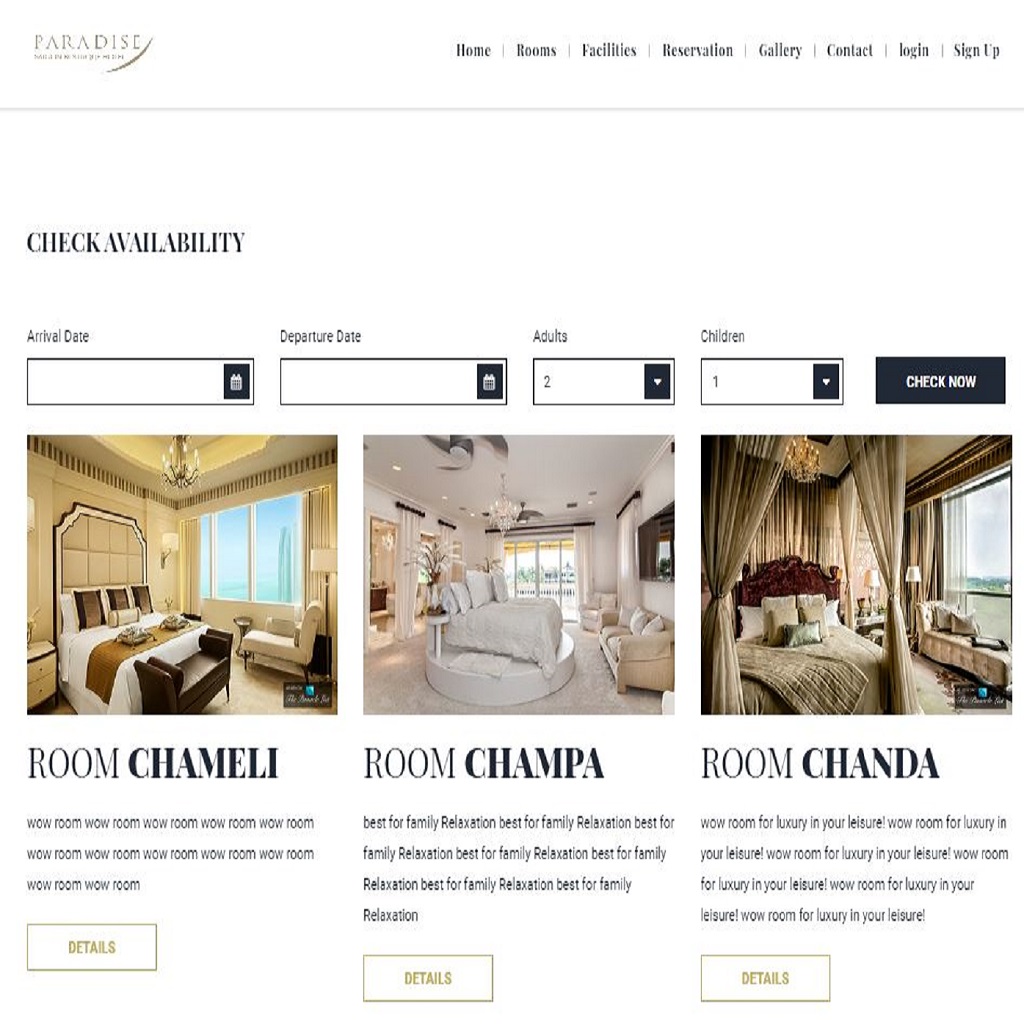 PARADISE
Home | Rooms | Facilities | Reservation | Gallery | Contact | login | Sign Up
CHECK AVAILABILITY
Arrival Date
Departure Date
Adults
Children
2
1
CHECK NOW
ROOM CHAMELI
wow room wow room wow room wow room wow room
wow room wow room wow room wow room wow room
wow room wow room
DETAILS
ROOM CHAMPA
best for family Relaxation best for family Relaxation best for
family Relaxation best for family Relaxation best for family
Relaxation best for family Relaxation best for family
Relaxation
DETAILS
ROOM CHANDA
wow room for luxury in your leisure! wow room for luxury in
your leisure! wow room for luxury in your leisure! wow room
for luxury in your leisure! wow room for luxury in your
leisure! wow room for luxury in your leisure!
DETAILS